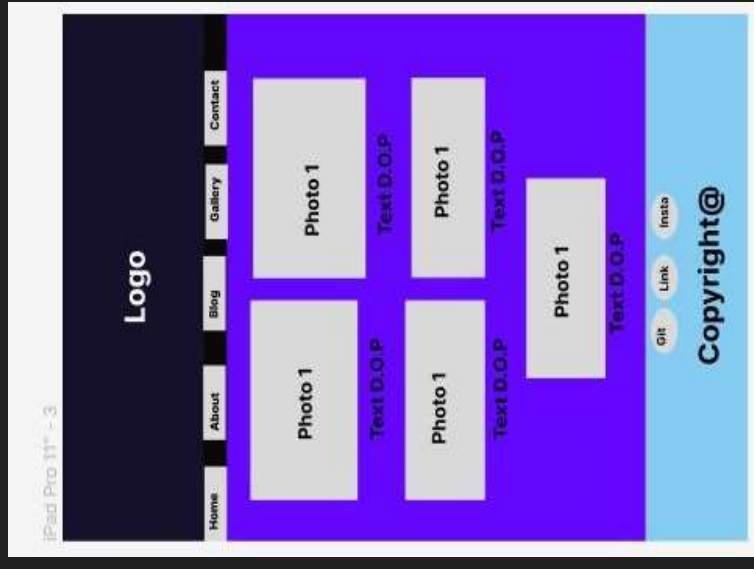 iPad Pro 11" - 3
Logo
Home About Blog Gallery Contact
Photo 1 Photo 1
Text D.O.P Text D.O.P
Photo 1 Photo 1
Text D.O.P Text D.O.P
Photo 1
Text D.O.P
Git Link Insta
Copyright@